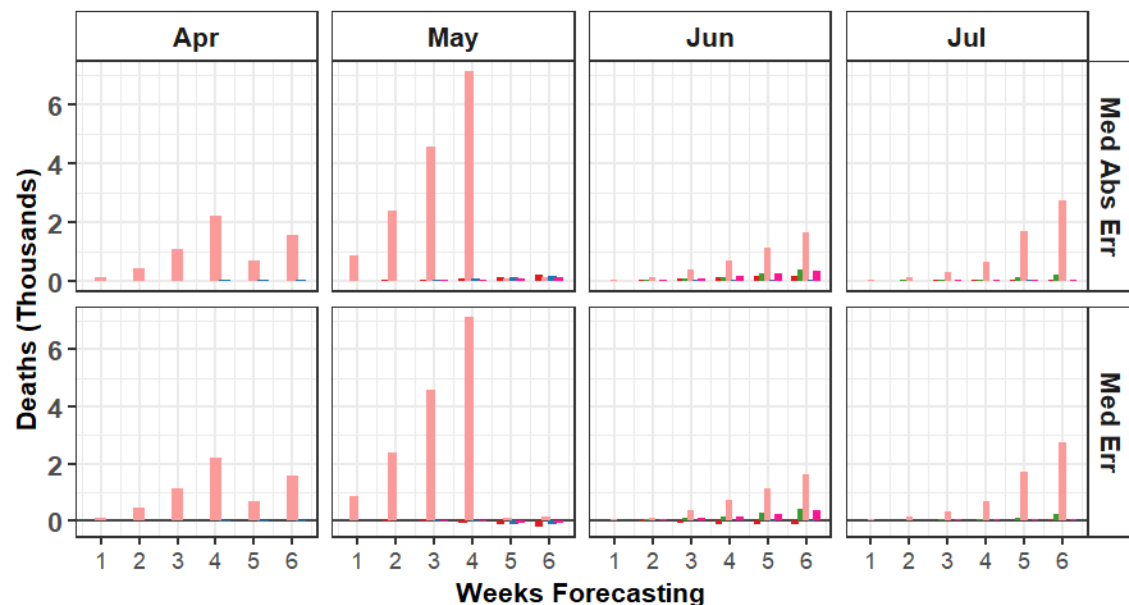 Apr May Jun Jul
6
4
2
0
Med Abs Err
6
4
2
0
Med Err
Deaths (Thousands)
1 2 3 4 5 6 1 2 3 4 5 6 1 2 3 4 5 6 1 2 3 4 5 6
Weeks Forecasting